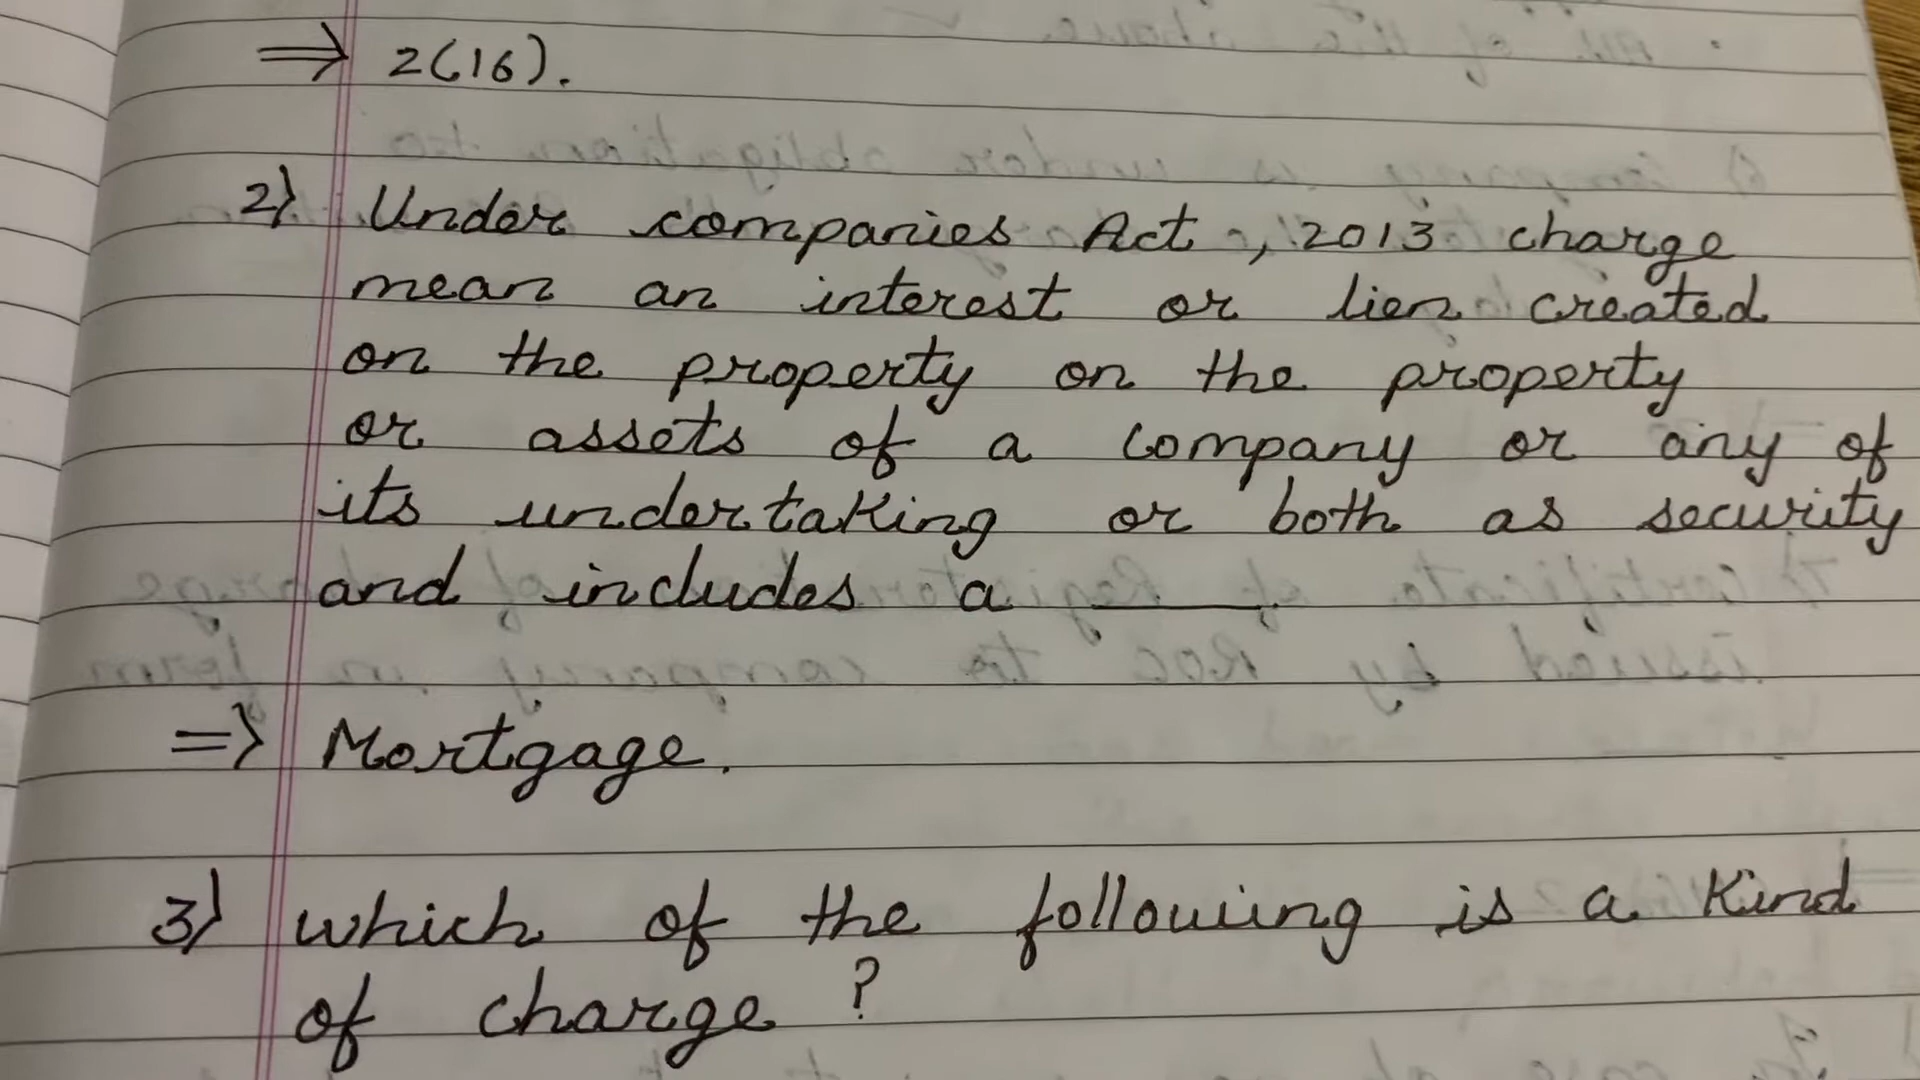 ⇒ 2(16).
2) Under companies Act, 2013 charge
mean an interest or lien created
on the property on the property
or assets of a company or any of
its undertaking or both as security
and includes a ______.
=> Mortgage.
3) which of the following is a kind
of charge?